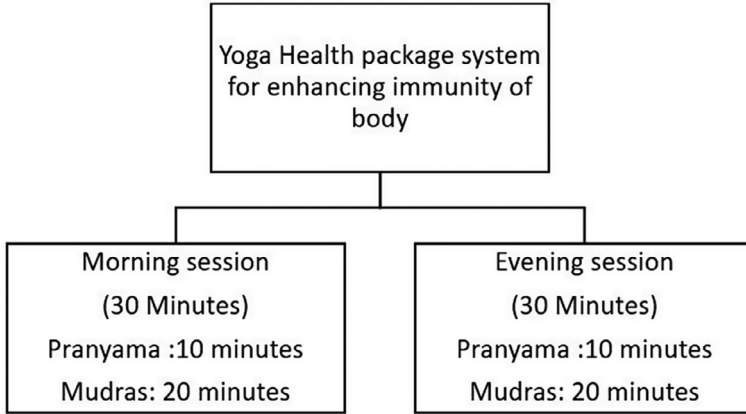 Yoga Health package system
for enhancing immunity of
body
Morning session
(30 Minutes)
Pranyama :10 minutes
Mudras: 20 minutes
Evening session
(30 Minutes)
Pranyama :10 minutes
Mudras: 20 minutes